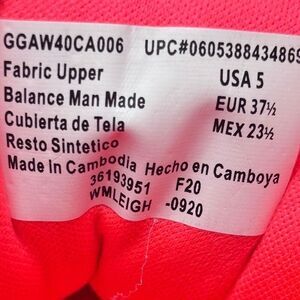 GGAW40CA006 UPC#0605388434869
Fabric Upper USA 5
Balance Man Made EUR 37½
Cubierta de Tela MEX 23½
Resto Sintetico
Made in Cambodia Hecho en Camboya
36193951 F20
WMLEIGH -0920